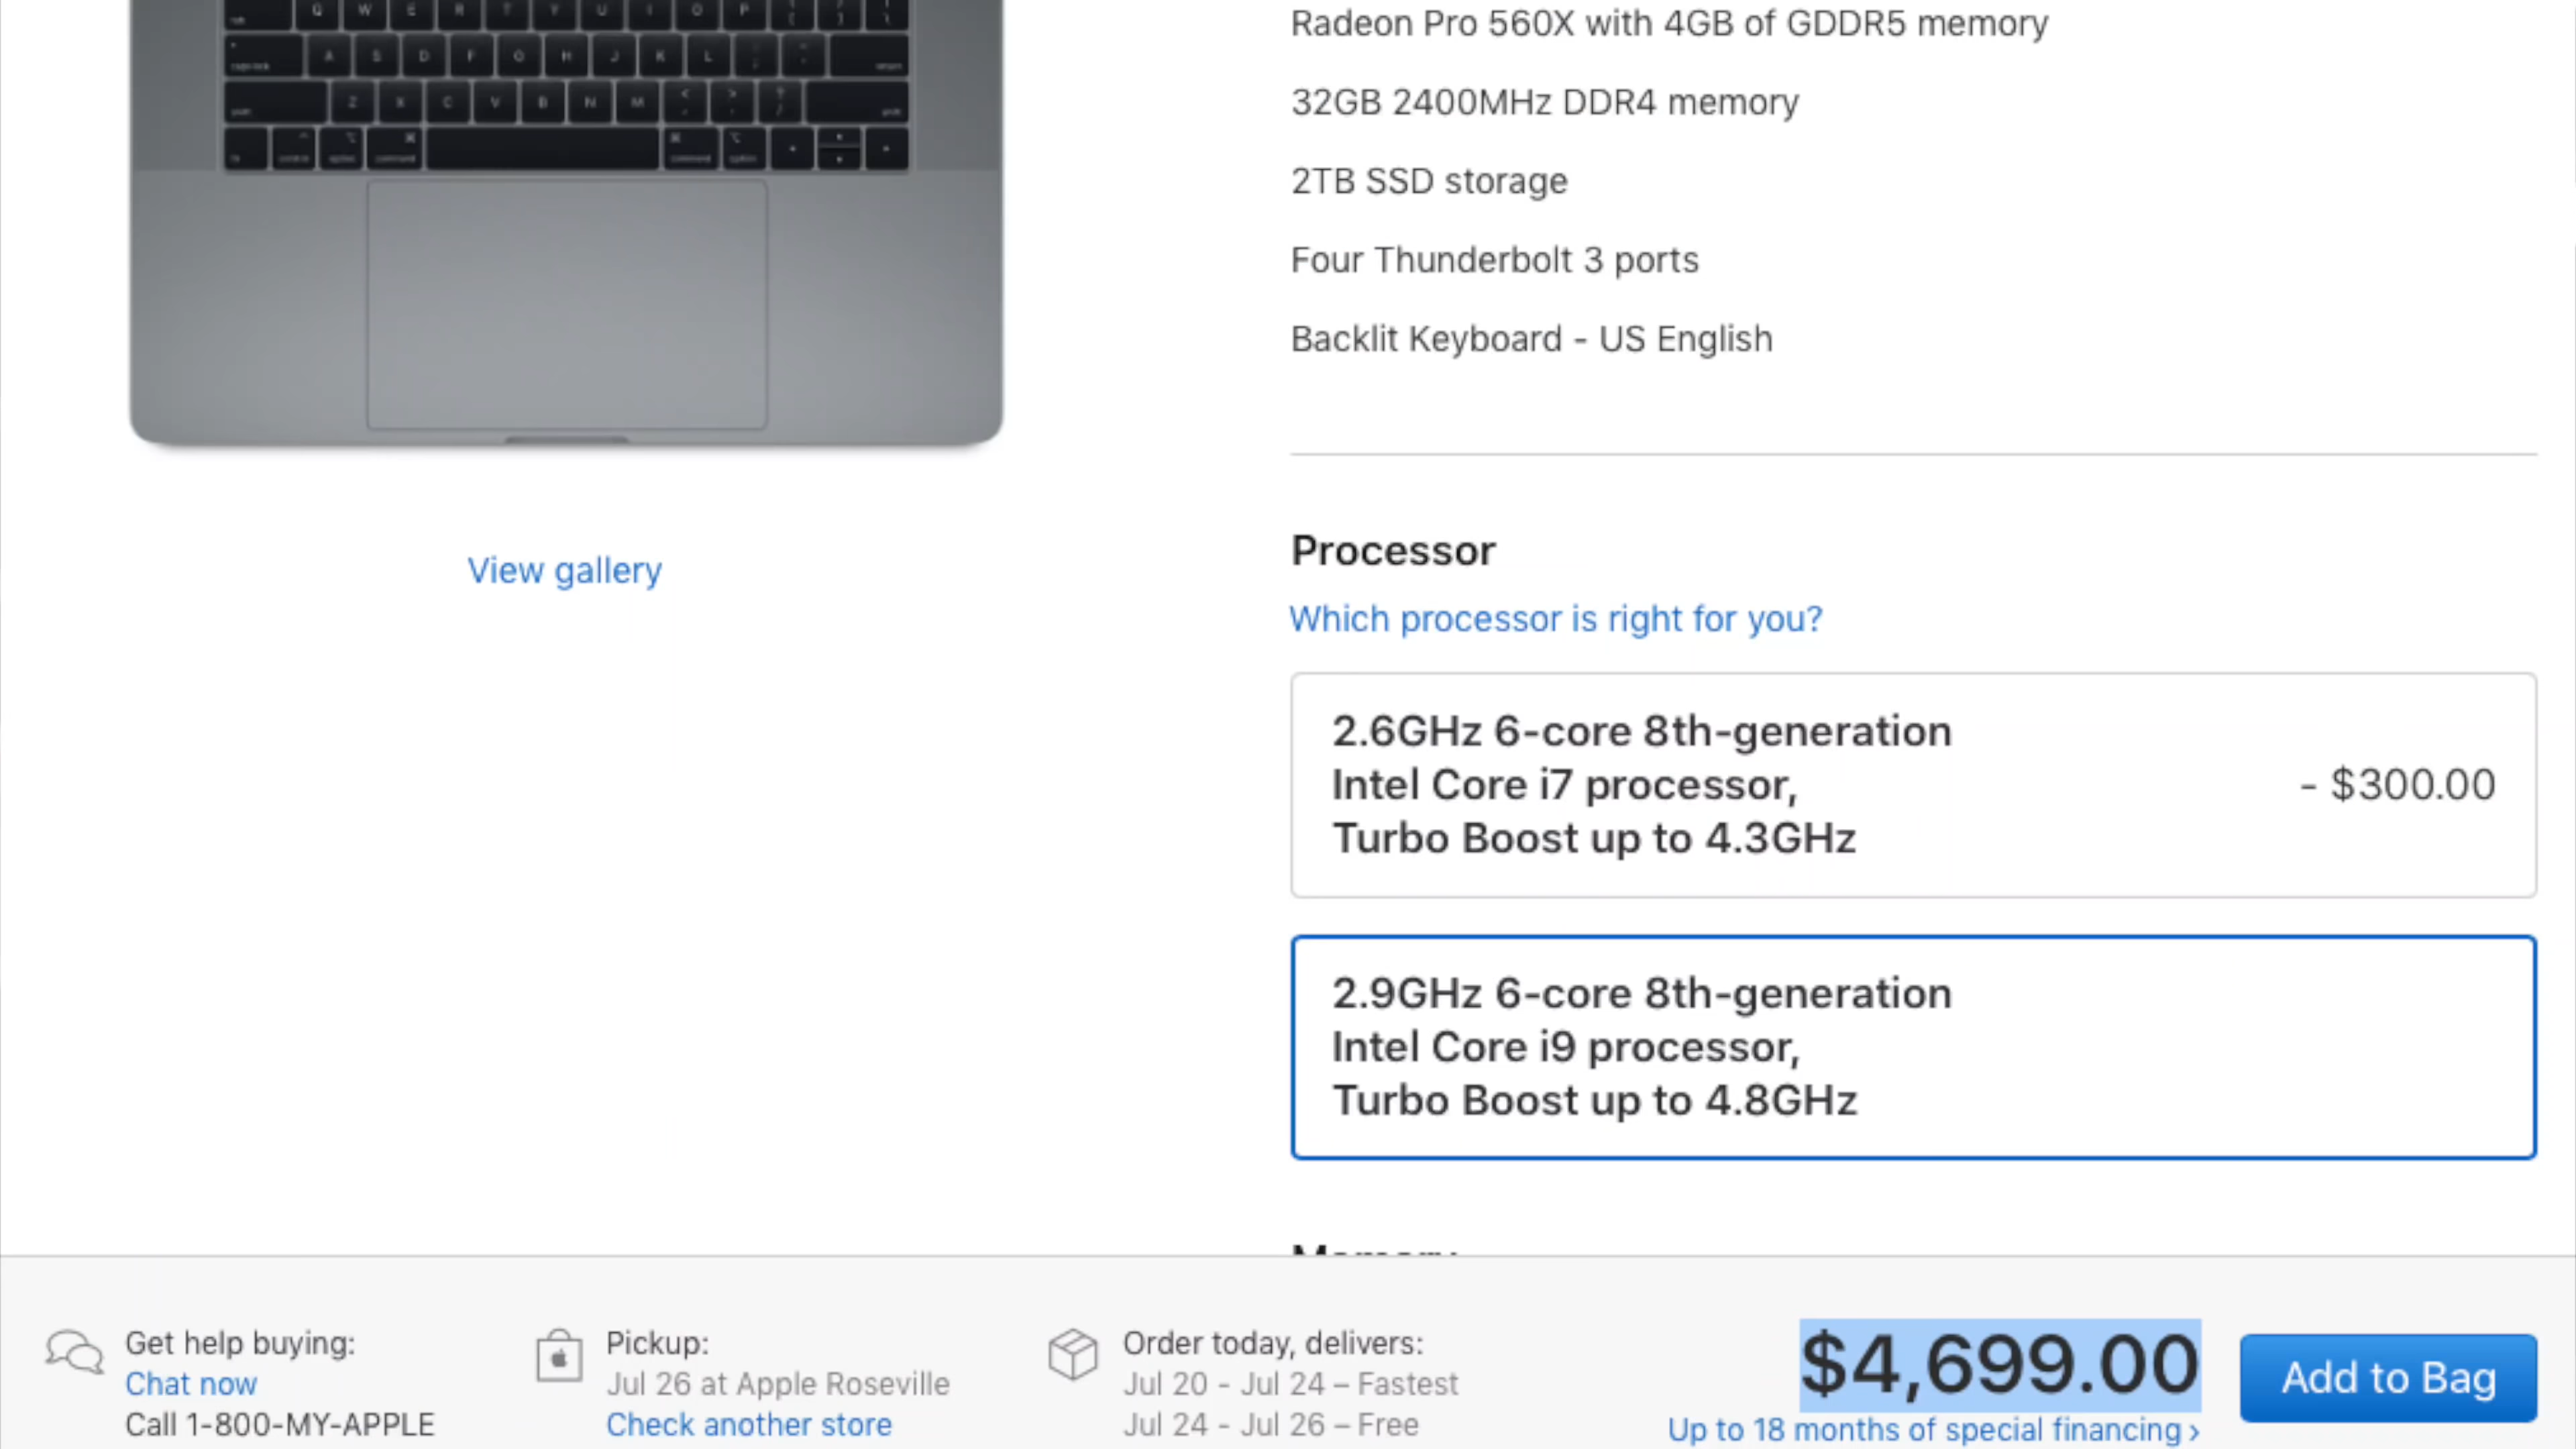 Radeon Pro 560X with 4GB of GDDR5 memory
32GB 2400MHz DDR4 memory
2TB SSD storage
Four Thunderbolt 3 ports
Backlit Keyboard - US English
Q W E R T Y U I O P
A S D F G H J K L
Z X C V B N M
command command option
View gallery
Processor
Which processor is right for you?
2.6GHz 6-core 8th-generation
Intel Core i7 processor,
Turbo Boost up to 4.3GHz
- $300.00
2.9GHz 6-core 8th-generation
Intel Core i9 processor,
Turbo Boost up to 4.8GHz
Memory
Get help buying:
Chat now
Call 1-800-MY-APPLE
Pickup:
Jul 26 at Apple Roseville
Check another store
Order today, delivers:
Jul 20 - Jul 24 – Fastest
Jul 24 - Jul 26 – Free
$4,699.00
Up to 18 months of special financing ›
Add to Bag